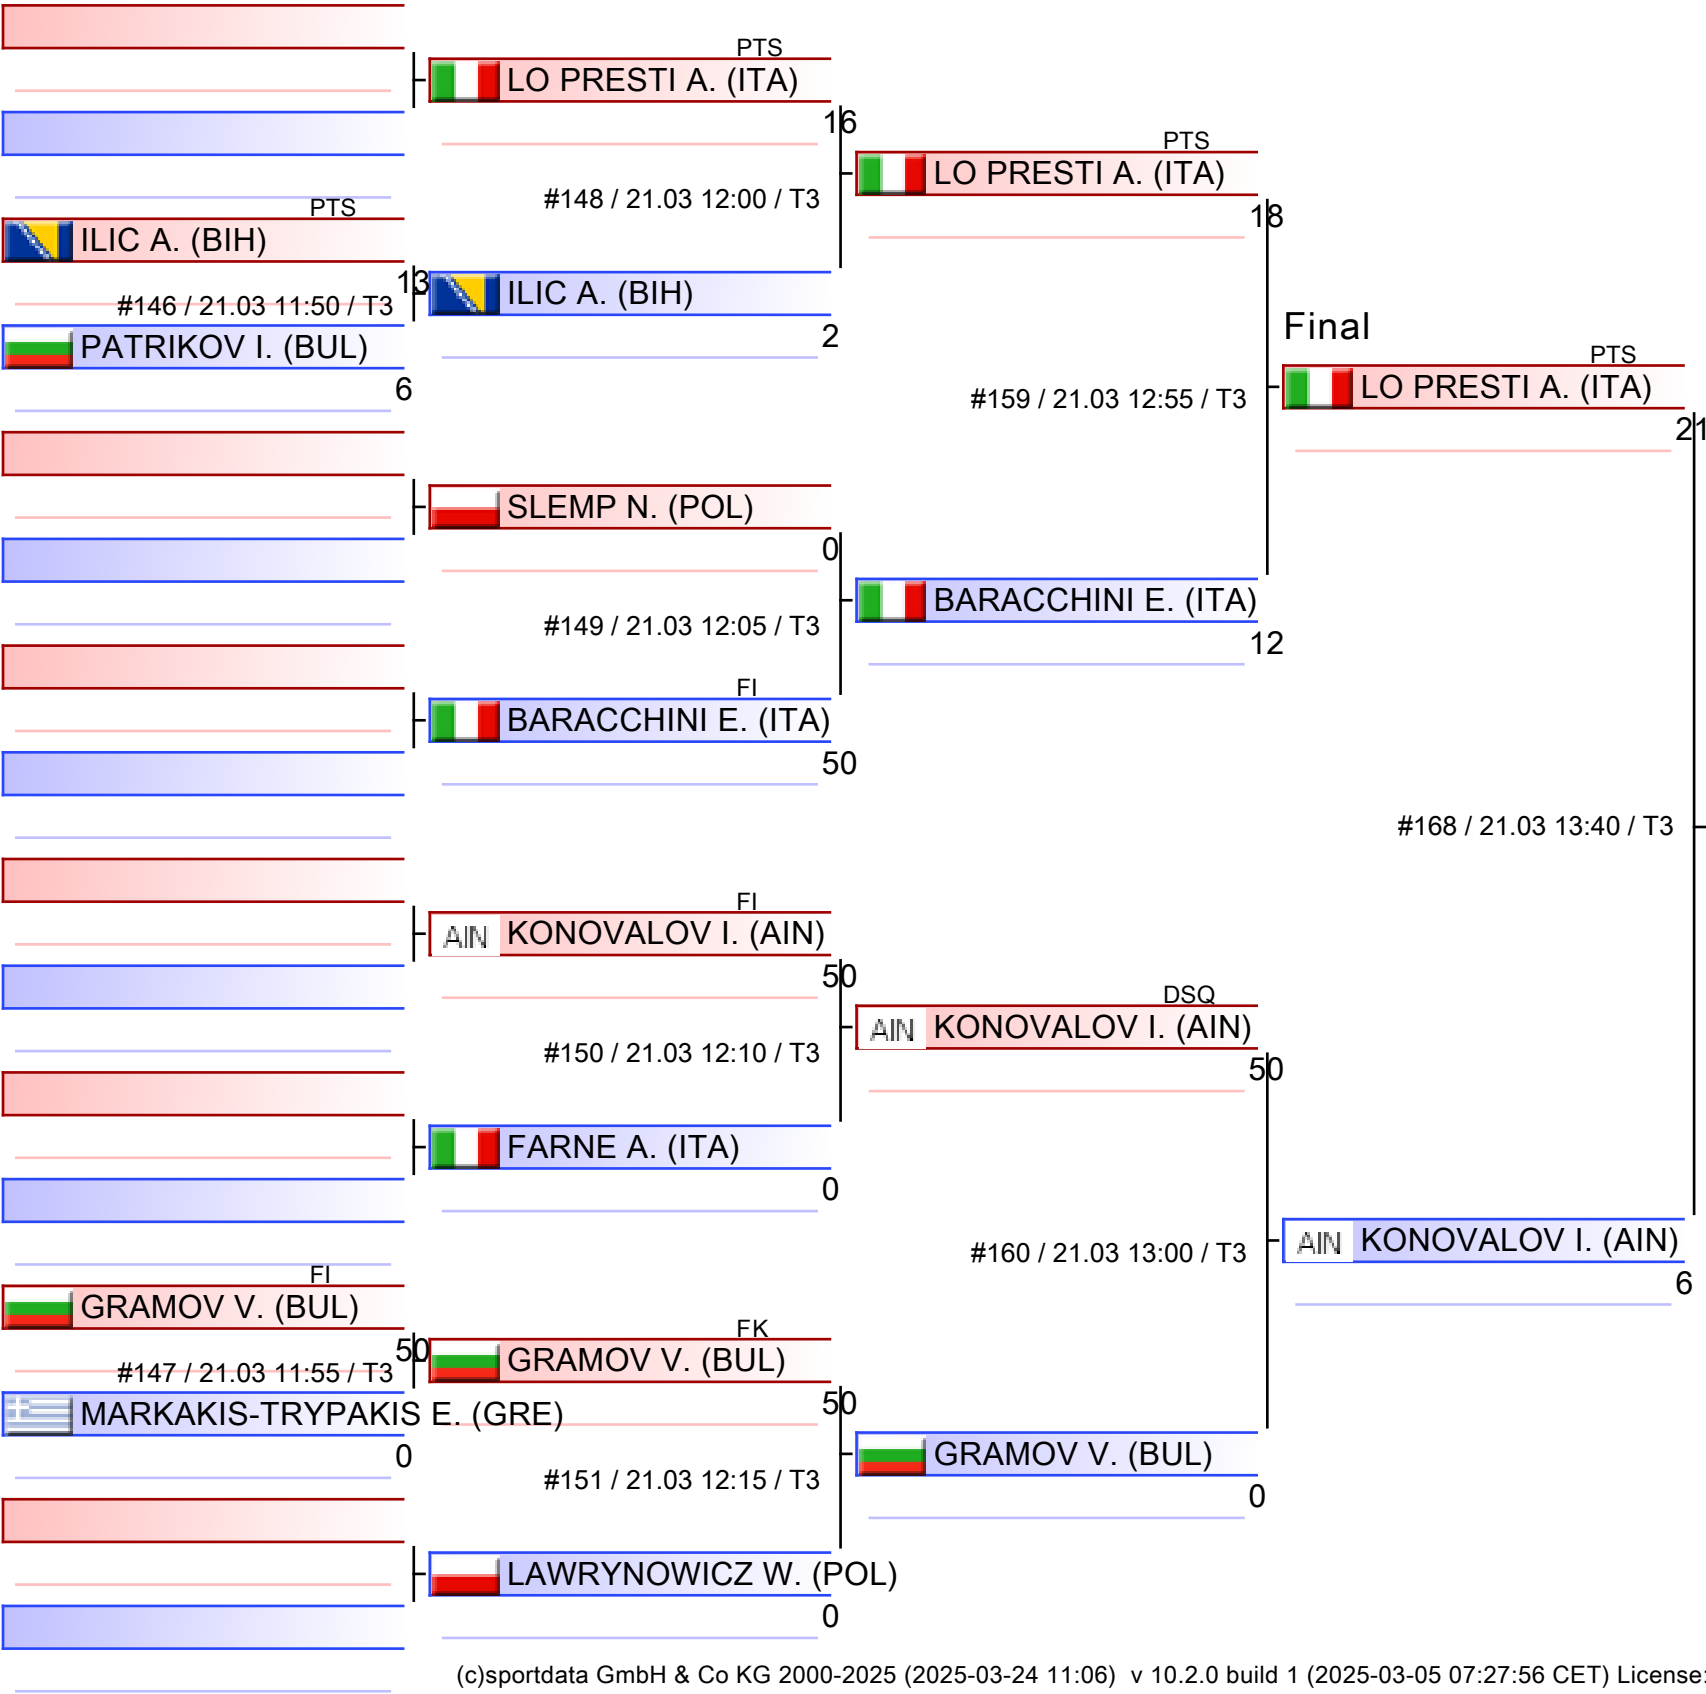 PTS
LO PRESTI A. (ITA)
16
#148 / 21.03 12:00 / T3
PTS
ILIC A. (BIH)
13
#146 / 21.03 11:50 / T3
PATRIKOV I. (BUL)
6
ILIC A. (BIH)
2
PTS
LO PRESTI A. (ITA)
18
#159 / 21.03 12:55 / T3
SLEMP N. (POL)
0
#149 / 21.03 12:05 / T3
FI
BARACCHINI E. (ITA)
50
BARACCHINI E. (ITA)
12
Final
PTS
LO PRESTI A. (ITA)
21
#168 / 21.03 13:40 / T3
FI
AIN KONOVALOV I. (AIN)
50
#150 / 21.03 12:10 / T3
FARNE A. (ITA)
0
DSQ
AIN KONOVALOV I. (AIN)
50
#160 / 21.03 13:00 / T3
AIN KONOVALOV I. (AIN)
6
FI
GRAMOV V. (BUL)
50
#147 / 21.03 11:55 / T3
MARKAKIS-TRYPAKIS E. (GRE)
0
FK
GRAMOV V. (BUL)
50
#151 / 21.03 12:15 / T3
LAWRYNOWICZ W. (POL)
0
GRAMOV V. (BUL)
0
(c)sportdata GmbH & Co KG 2000-2025 (2025-03-24 11:06) v 10.2.0 build 1 (2025-03-05 07:27:56 CET) License: